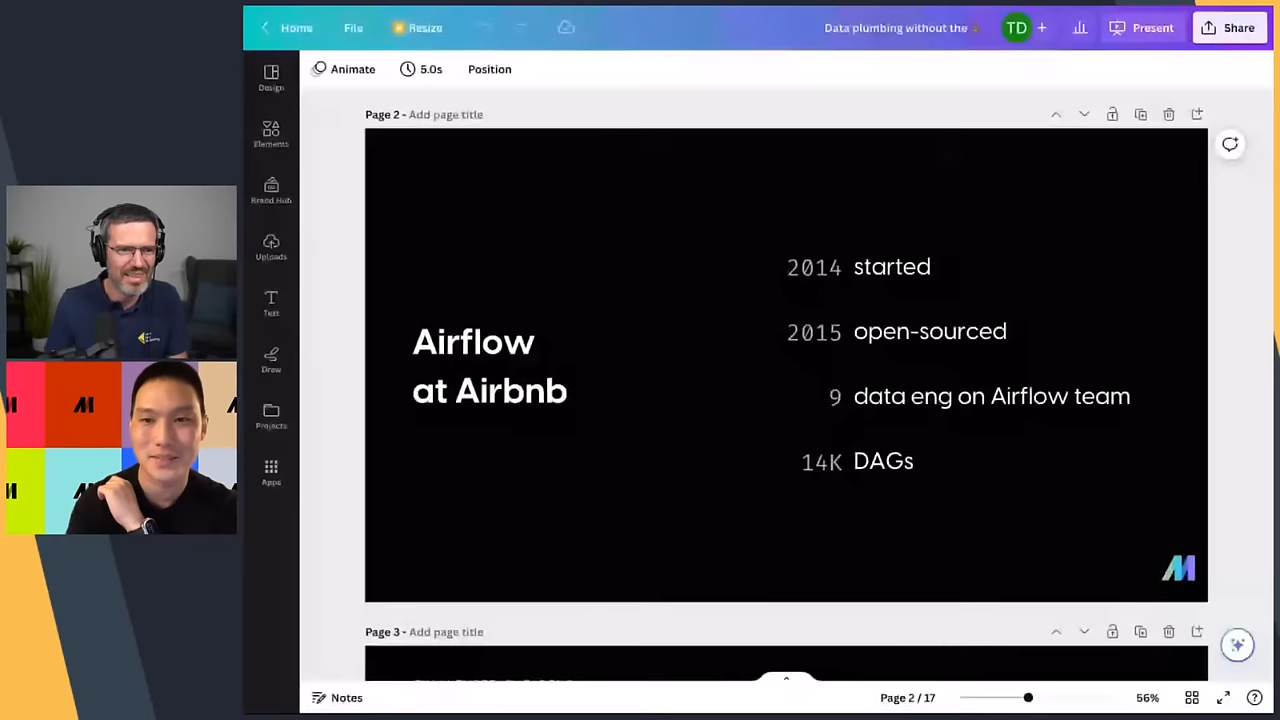 Home
File
Resize
Data plumbing without the
TD
+
Present
Share
Animate
5.0s
Position
Design
Elements
Brand Hub
Uploads
Text
Draw
Projects
Apps
Page 2 - Add page title
Airflow
at Airbnb
2014 started
2015 open-sourced
9 data eng on Airflow team
14K DAGs
Page 3 - Add page title
Notes
Page 2 / 17
56%